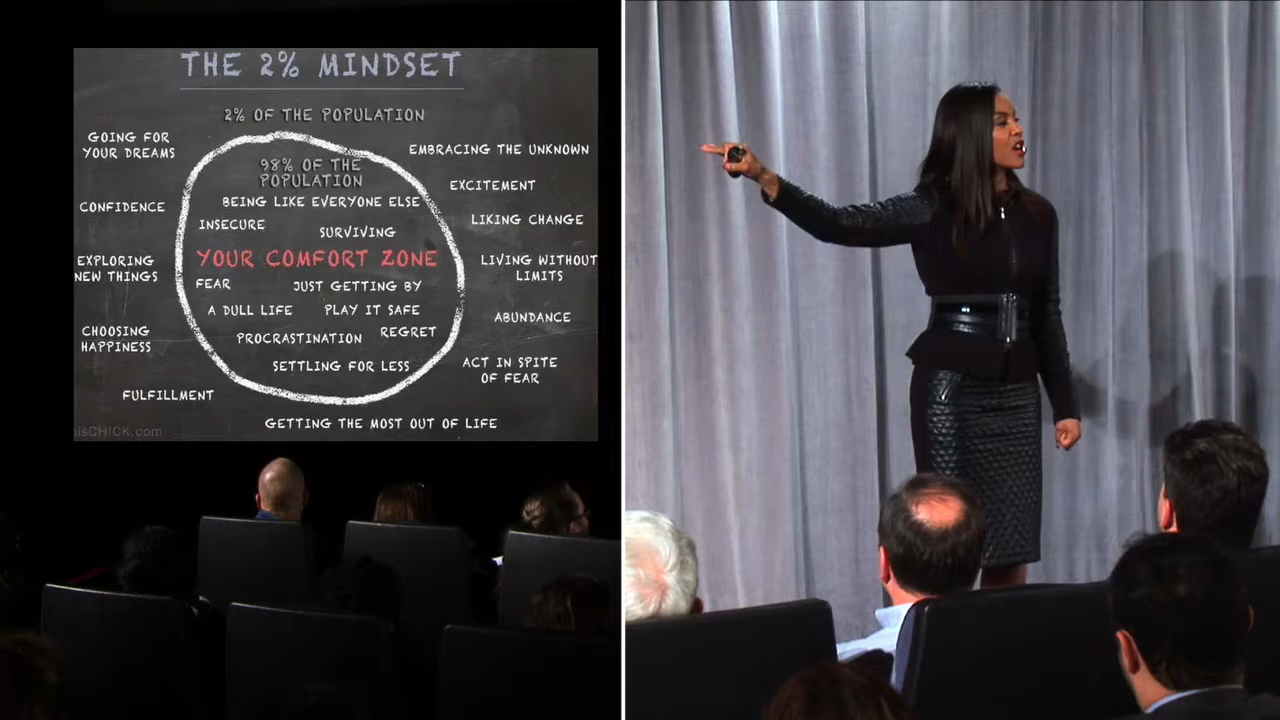 THE 2% MINDSET
2% OF THE POPULATION
GOING FOR
YOUR DREAMS
EMBRACING THE UNKNOWN
98% OF THE
POPULATION
EXCITEMENT
BEING LIKE EVERYONE ELSE
CONFIDENCE
INSECURE
LIKING CHANGE
SURVIVING
YOUR COMFORT ZONE
EXPLORING
NEW THINGS
LIVING WITHOUT
LIMITS
FEAR
JUST GETTING BY
A DULL LIFE
PLAY IT SAFE
ABUNDANCE
CHOOSING
HAPPINESS
PROCRASTINATION
REGRET
SETTLING FOR LESS
ACT IN SPITE
OF FEAR
FULFILLMENT
GETTING THE MOST OUT OF LIFE